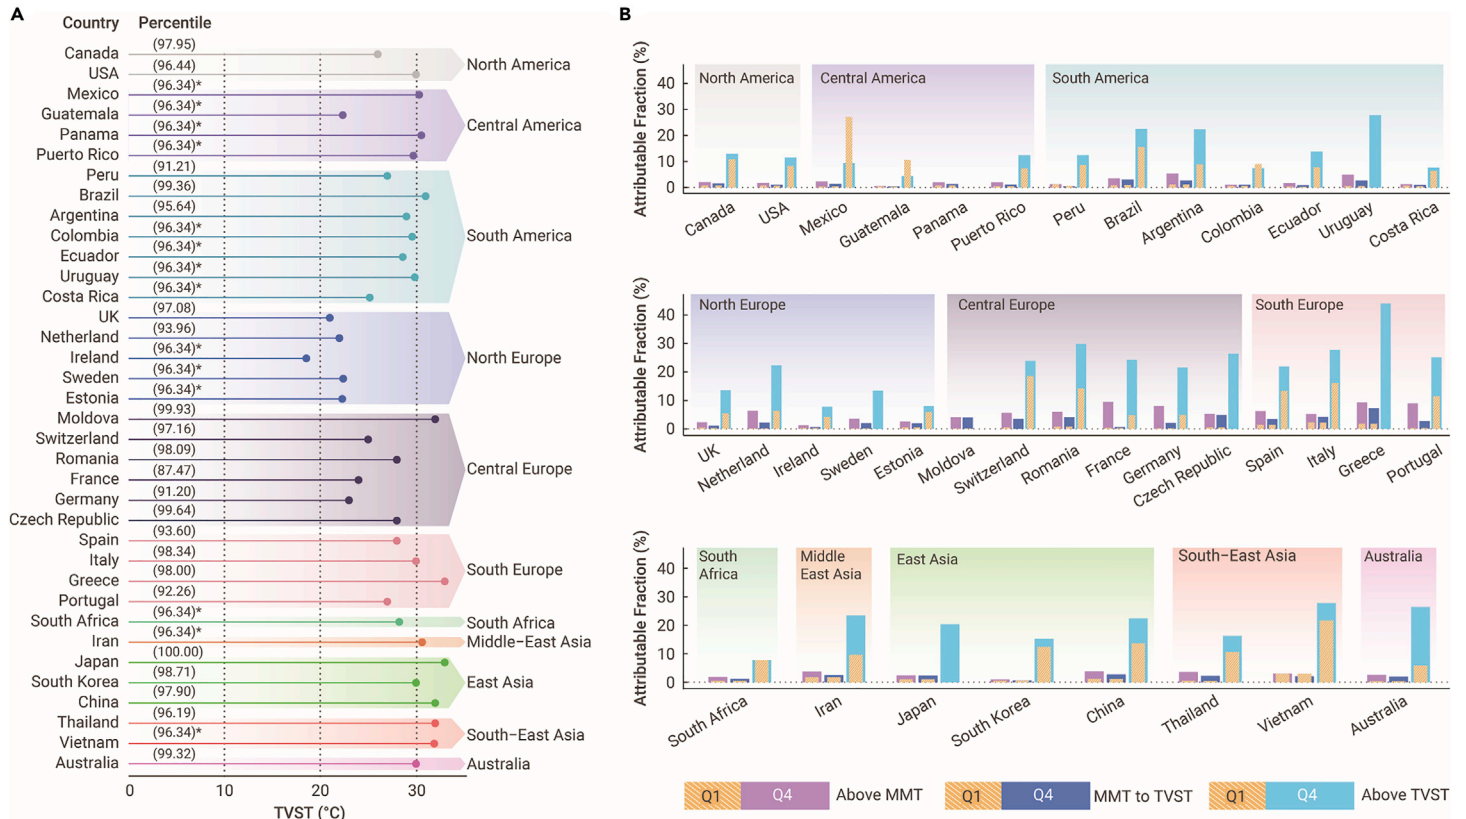 A
Country Percentile
Canada (97.95)
USA (96.44)
North America
Mexico (96.34)*
Guatemala (96.34)*
Panama (96.34)*
Puerto Rico (96.34)*
Central America
Peru (91.21)
Brazil (99.36)
Argentina (95.64)
Colombia (96.34)*
Ecuador (96.34)*
Uruguay (96.34)*
Costa Rica (96.34)*
South America
UK (97.08)
Netherland (93.96)
Ireland (96.34)*
Sweden (96.34)*
Estonia (96.34)*
North Europe
Moldova (99.93)
Switzerland (97.16)
Romania (98.09)
France (87.47)
Germany (91.20)
Czech Republic (99.64)
Central Europe
Spain (93.60)
Italy (98.34)
Greece (98.00)
Portugal (92.26)
South Europe
South Africa (96.34)*
South Africa
Iran (96.34)*
Middle-East Asia
Japan (100.00)
South Korea (98.71)
China (97.90)
East Asia
Thailand (96.19)
Vietnam (96.34)*
South-East Asia
Australia (99.32)
Australia
0 10 20 30
TVST (°C)
B
Attributable Fraction (%)
40
30
20
10
0
North America
Central America
South America
Canada
USA
Mexico
Guatemala
Panama
Puerto Rico
Peru
Brazil
Argentina
Colombia
Ecuador
Uruguay
Costa Rica
Attributable Fraction (%)
40
30
20
10
0
North Europe
Central Europe
South Europe
UK
Netherland
Ireland
Sweden
Estonia
Moldova
Switzerland
Romania
France
Germany
Czech Republic
Spain
Italy
Greece
Portugal
Attributable Fraction (%)
40
30
20
10
0
South
Africa
Middle
East Asia
East Asia
South-East Asia
Australia
South Africa
Iran
Japan
South Korea
China
Thailand
Vietnam
Australia
Q1 Q4 Above MMT
Q1 Q4 MMT to TVST
Q1 Q4 Above TVST